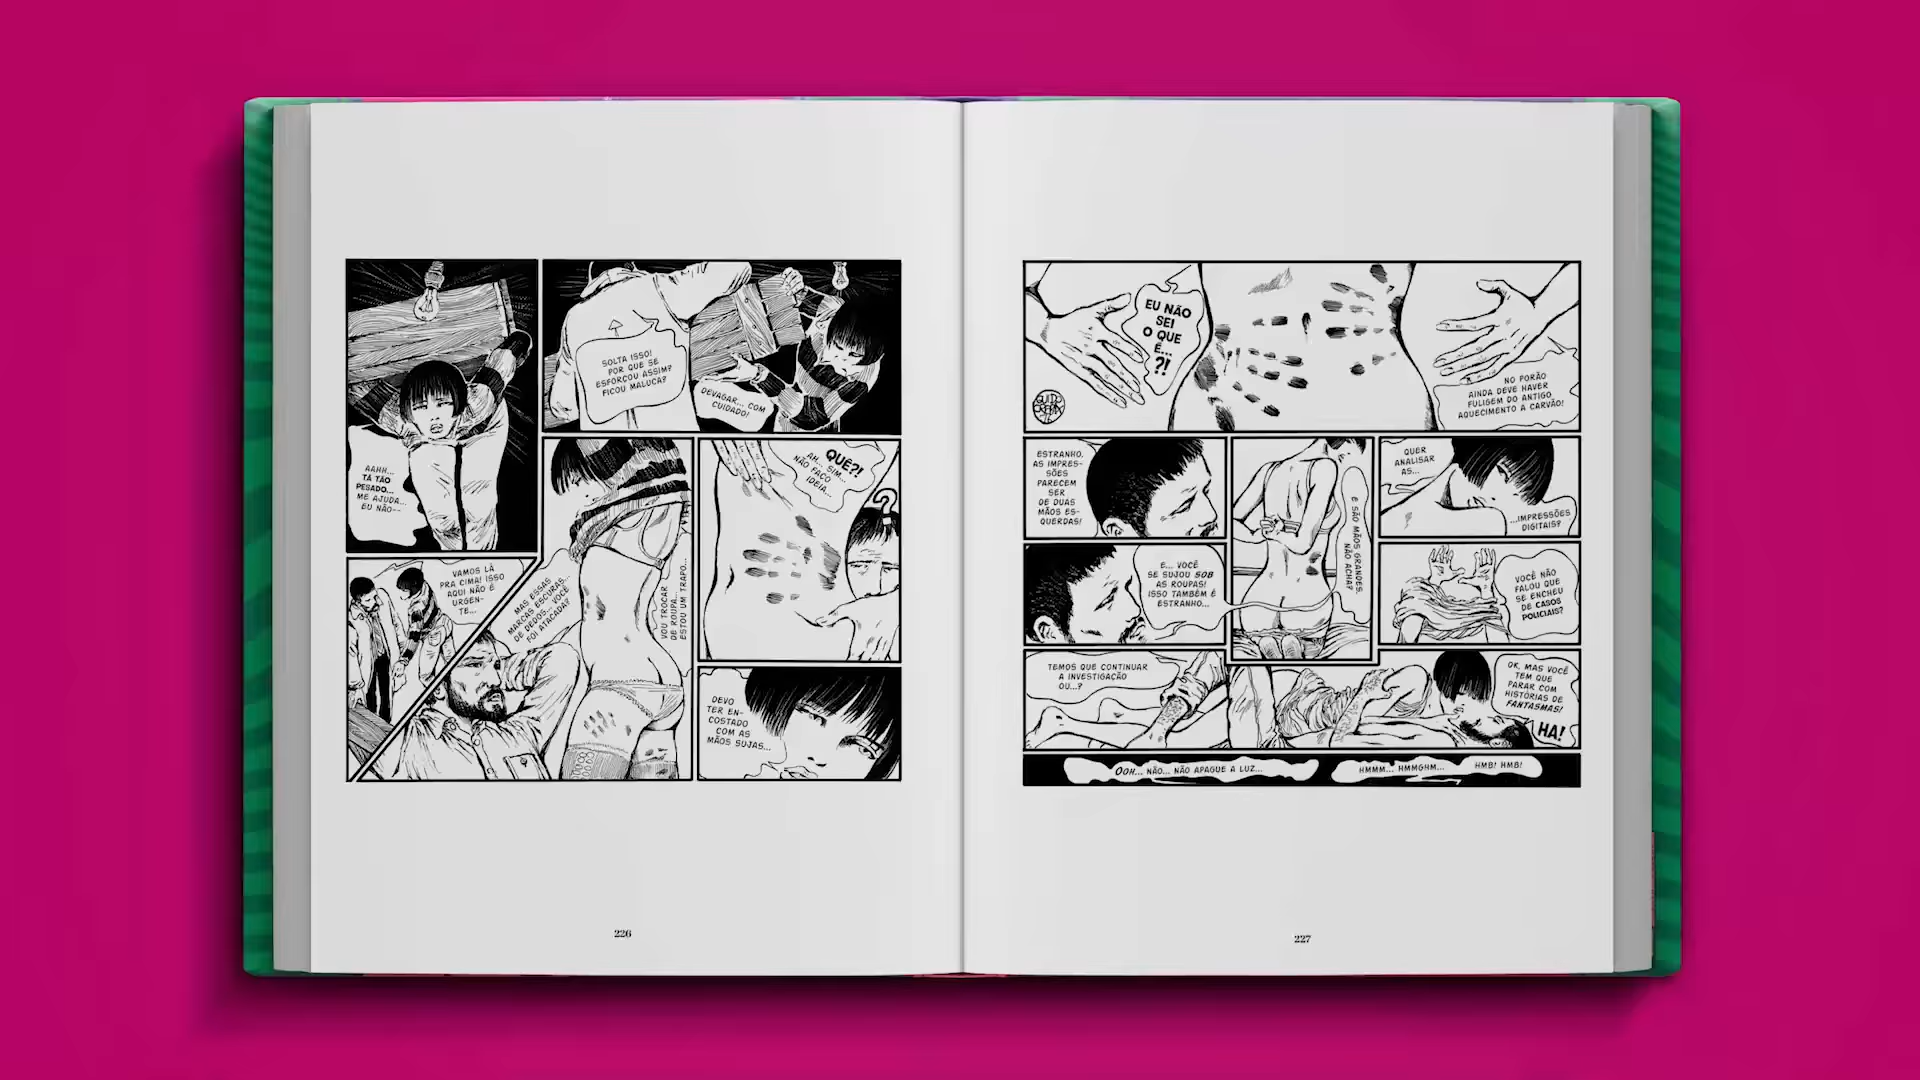 AAHH...
TÁ TÃO
PESADO...
ME AJUDA...
EU NÃO--
SOLTA ISSO!
POR QUE SE
ESFORÇOU ASSIM?
FICOU MALUCA?
DEVAGAR... COM
CUIDADO!
VAMOS LÁ
PRA CIMA! ISSO
AQUI NÃO É
URGEN-
TE...
MAS ESSAS
MARCAS ESCURAS...
DE DEDOS... VOCÊ
FOI ATACADA?
VOU TROCAR
DE ROUPA...
ESTOU UM TRAPO...
QUÊ?!
AH... SIM...
NÃO FAÇO
IDEIA...
?
DEVO
TER EN-
COSTADO
COM AS
MÃOS SUJAS...
226
EU NÃO
SEI
O QUE
É...
?!
GUIDO
CREPAX
NO PORÃO
AINDA DEVE HAVER
FULIGEM DO ANTIGO
AQUECIMENTO A CARVÃO!
ESTRANHO.
AS IMPRES-
SÕES
PARECEM
SER
DE DUAS
MÃOS ES-
QUERDAS!
E SÃO MÃOS GRANDES,
NÃO ACHA?
QUER
ANALISAR
AS...
...IMPRESSÕES
DIGITAIS?
E... VOCÊ
SE SUJOU SOB
AS ROUPAS!
ISSO TAMBÉM É
ESTRANHO...
VOCÊ NÃO
FALOU QUE
SE ENCHEU
DE CASOS
POLICIAIS?
TEMOS QUE CONTINUAR
A INVESTIGAÇÃO
OU...?
OK, MAS VOCÊ
TEM QUE
PARAR COM
HISTÓRIAS DE
FANTASMAS!
HA!
OOH... NÃO... NÃO APAGUE A LUZ...
HMMM... HMMGHM...
HMB! HMB!
227